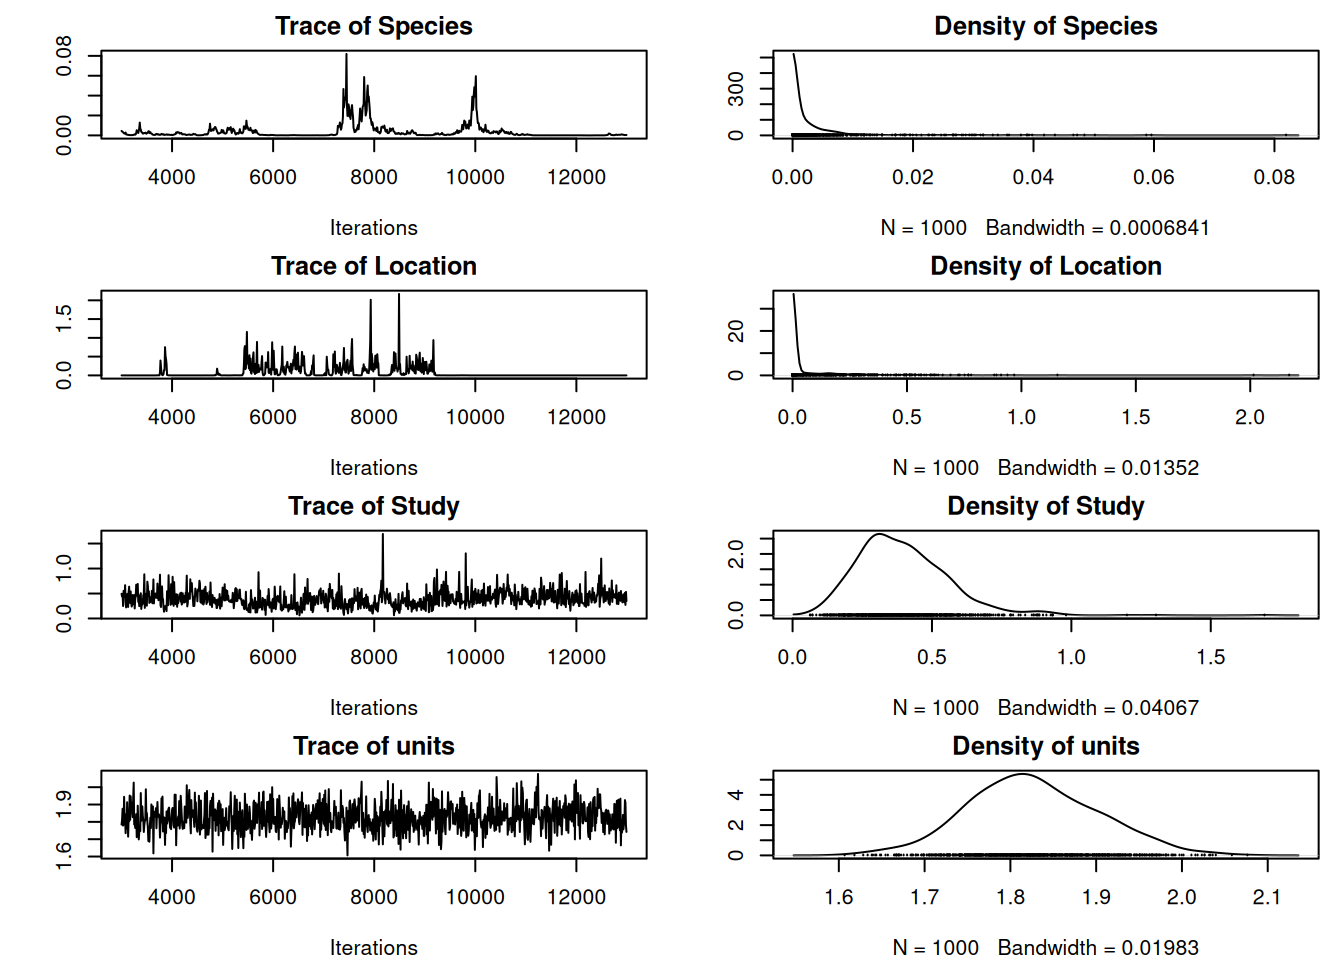 Trace of Species
0.00 0.08
4000 6000 8000 10000 12000
Iterations
Density of Species
0 300
0.00 0.02 0.04 0.06 0.08
N = 1000 Bandwidth = 0.0006841
Trace of Location
0.0 1.5
4000 6000 8000 10000 12000
Iterations
Density of Location
0 20
0.0 0.5 1.0 1.5 2.0
N = 1000 Bandwidth = 0.01352
Trace of Study
0.0 1.0
4000 6000 8000 10000 12000
Iterations
Density of Study
0.0 2.0
0.0 0.5 1.0 1.5
N = 1000 Bandwidth = 0.04067
Trace of units
1.6 1.9
4000 6000 8000 10000 12000
Iterations
Density of units
0 2 4
1.6 1.7 1.8 1.9 2.0 2.1
N = 1000 Bandwidth = 0.01983